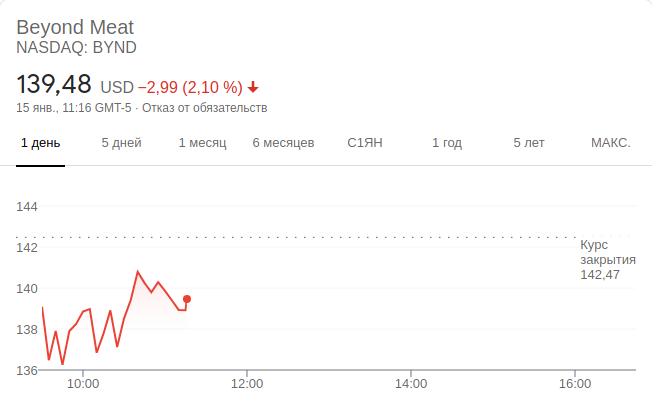 Beyond Meat
NASDAQ: BYND
139,48 USD −2,99 (2,10 %) ↓
15 янв., 11:16 GMT-5 · Отказ от обязательств
1 день 5 дней 1 месяц 6 месяцев С1ЯН 1 год 5 лет МАКС.
144
142
140
138
136
Курс
закрытия
142,47
10:00 12:00 14:00 16:00